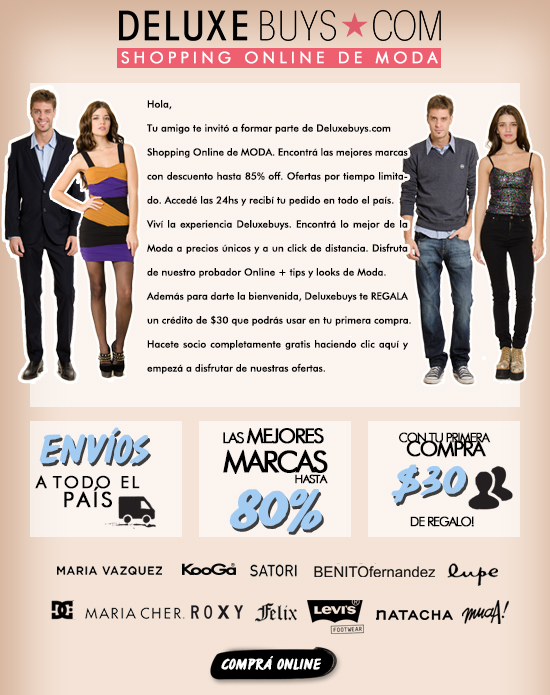 DELUXE BUYS★COM
SHOPPING ONLINE DE MODA
Hola,
Tu amigo te invitó a formar parte de Deluxebuys.com
Shopping Online de MODA. Encontrá las mejores marcas
con descuento hasta 85% off. Ofertas por tiempo limita-
do. Accedé las 24hs y recibí tu pedido en todo el país.
Viví la experiencia Deluxebuys. Encontrá lo mejor de la
Moda a precios únicos y a un click de distancia. Disfruta
de nuestro probador Online + tips y looks de Moda.
Además para darte la bienvenida, Deluxebuys te REGALA
un crédito de $30 que podrás usar en tu primera compra.
Hacete socio completamente gratis haciendo clic aquí y
empezá a disfrutar de nuestras ofertas.
ENVÍOS
A TODO EL
PAÍS
LAS MEJORES
MARCAS
HASTA
80%
CON TU PRIMERA
COMPRA
$30
DE REGALO!
MARIA VAZQUEZ KooGa SATORI BENITOfernandez lupe
DC MARIA CHER. ROXY Felix LEVI'S® NATACHA muaA!
FOOTWEAR
COMPRÁ ONLINE